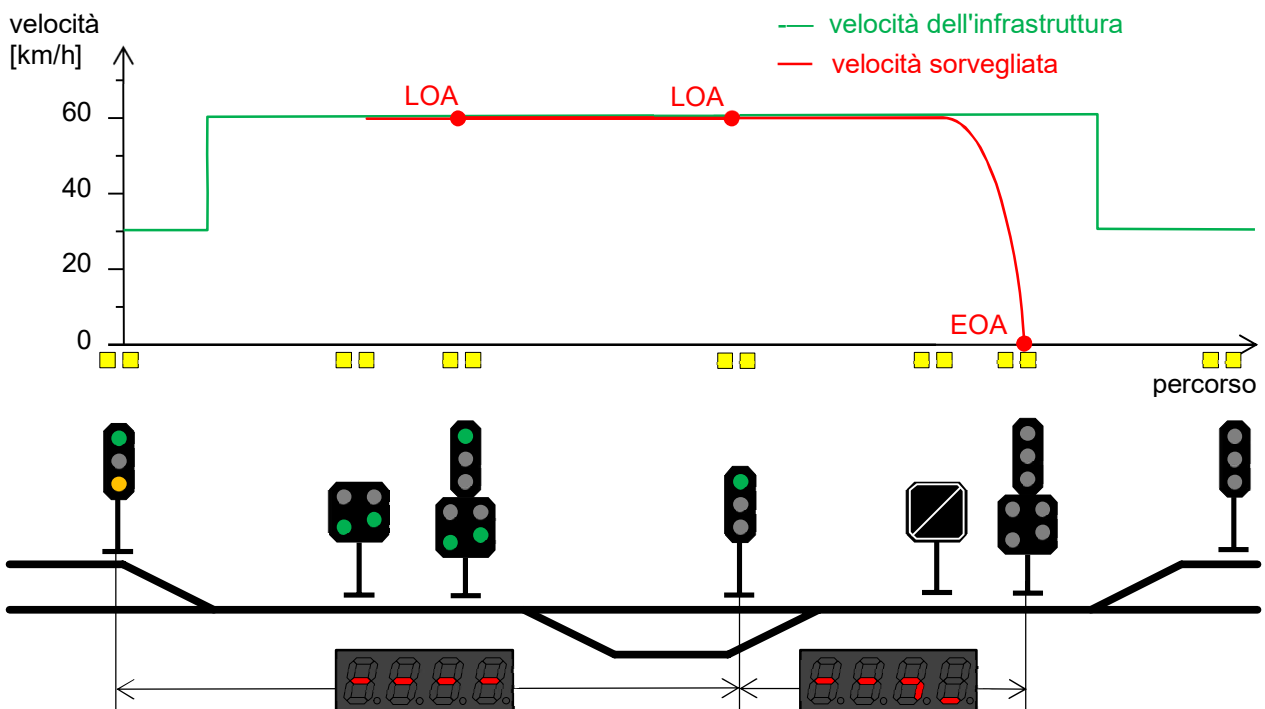 velocità
[km/h]
velocità dell'infrastruttura
velocità sorvegliata
LOA
LOA
60
40
20
0
EOA
percorso